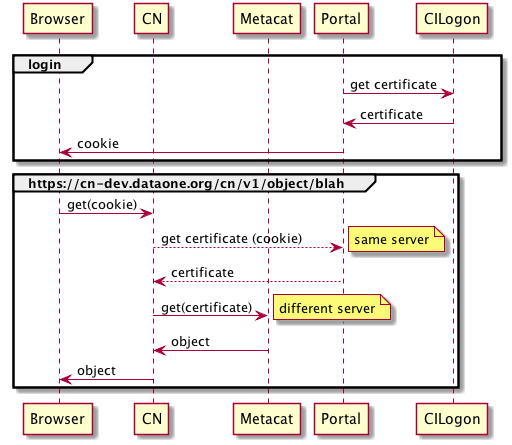 Browser CN Metacat Portal CILogon
login
get certificate
certificate
cookie
https://cn-dev.dataone.org/cn/v1/object/blah
get(cookie)
get certificate (cookie) same server
certificate
get(certificate) different server
object
object
Browser CN Metacat Portal CILogon